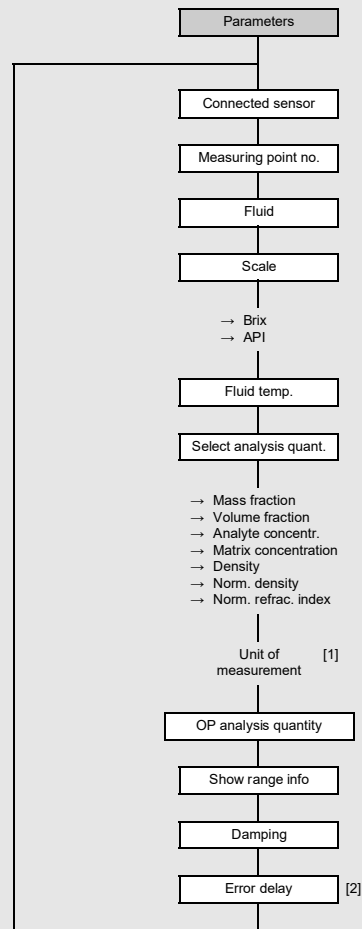 Parameters
Connected sensor
Measuring point no.
Fluid
Scale
→ Brix
→ API
Fluid temp.
Select analysis quant.
→ Mass fraction
→ Volume fraction
→ Analyte concentr.
→ Matrix concentration
→ Density
→ Norm. density
→ Norm. refrac. index
Unit of [1]
measurement
OP analysis quantity
Show range info
Damping
Error delay [2]